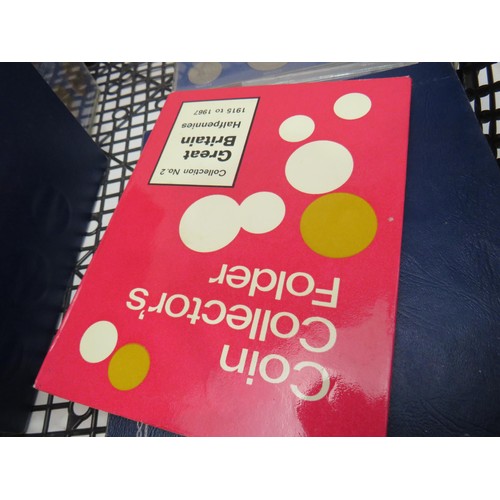 Coin
Collector's
Folder
Collection No.2
Great
Britain
Halfpennies
1915 to 1967